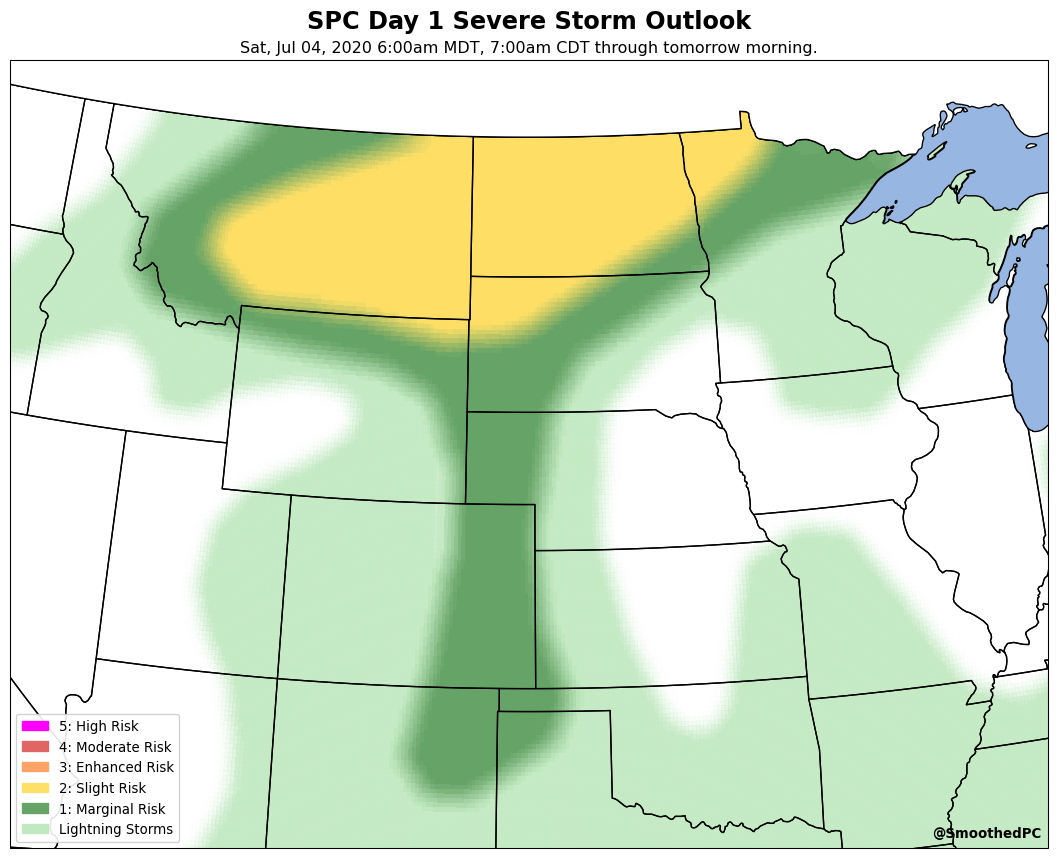 SPC Day 1 Severe Storm Outlook
Sat, Jul 04, 2020 6:00am MDT, 7:00am CDT through tomorrow morning.
5: High Risk
4: Moderate Risk
3: Enhanced Risk
2: Slight Risk
1: Marginal Risk
Lightning Storms
@SmoothedPC